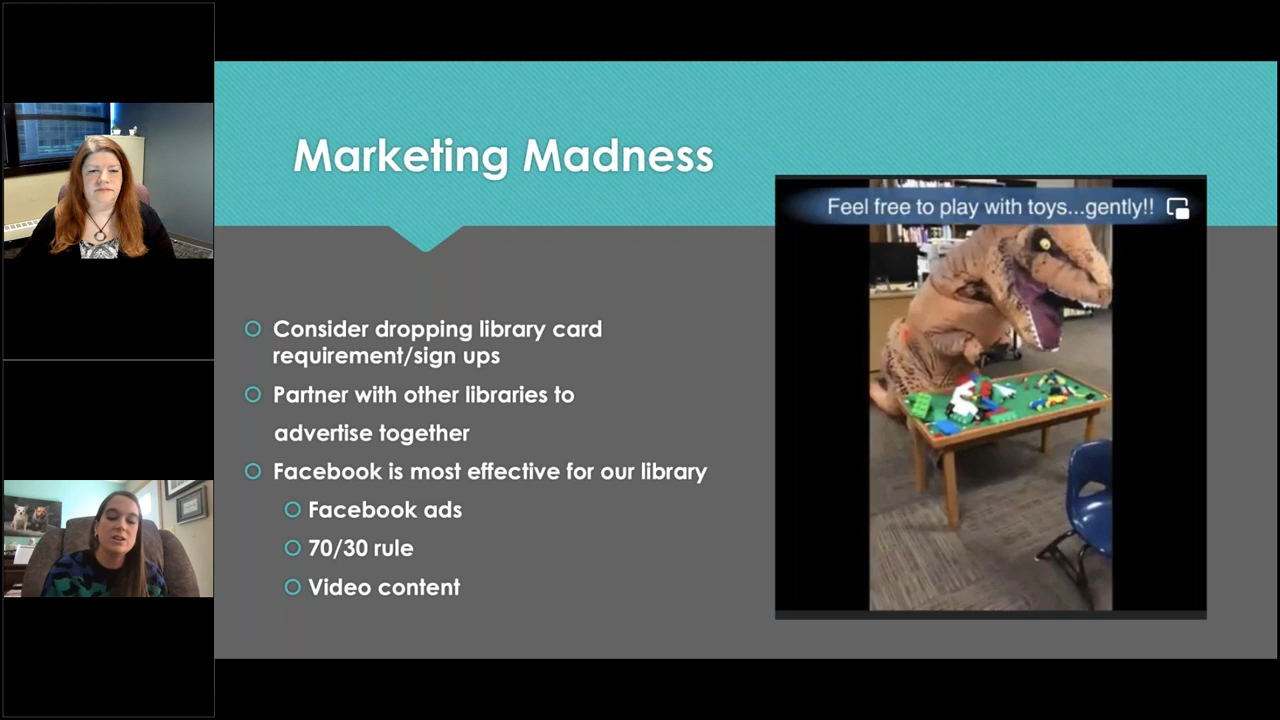 Marketing Madness
Feel free to play with toys...gently!!
Consider dropping library card
requirement/sign ups
Partner with other libraries to
advertise together
Facebook is most effective for our library
Facebook ads
70/30 rule
Video content